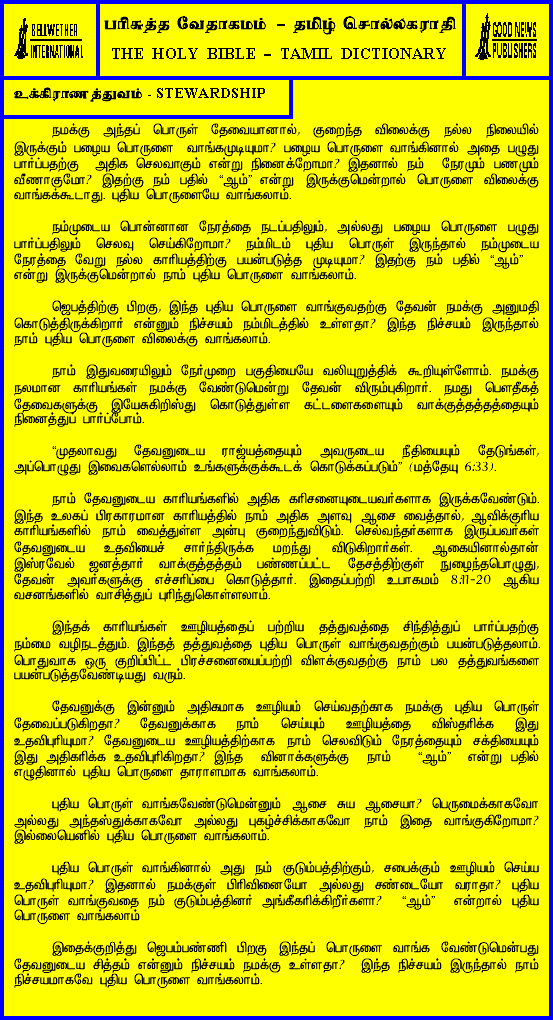 BELLWETHER
INTERNATIONAL
பரிசுத்த வேதாகமம் – தமிழ் சொல்லகராதி
THE HOLY BIBLE – TAMIL DICTIONARY
GOOD NEWS
PUBLISHERS
உக்கிராணத்துவம் - STEWARDSHIP
நமக்கு அந்தப் பொருள் தேவையானால், குறைந்த விலைக்கு நல்ல நிலையில்
இருக்கும் பழைய பொருளை வாங்கமுடியுமா? பழைய பொருளை வாங்கினால் அதை பழுது
பார்ப்பதற்கு அதிக செலவாகும் என்று நினைக்றோமா? இதனால் நம் நேரமும் பணமும்
வீணாகுமோ? இதற்கு நம் பதில் “ஆம்” என்று இருக்குமென்றால் பொருளை விலைக்கு
வாங்கக்கூடாது. புதிய பொருளையே வாங்கலாம்.
நம்முடைய பொன்னான நேரத்தை நடப்பதிலும், அல்லது பழைய பொருளை பழுது
பார்ப்பதிலும் செலவு செய்கிறோமா? நம்மிடம் புதிய பொருள் இருந்தால் நம்முடைய
நேரத்தை வேறு நல்ல காரியத்திற்கு பயன்படுத்த முடியுமா? இதற்கு நம் பதில் “ஆம்”
என்று இருக்குமென்றால் நாம் புதிய பொருளை வாங்கலாம்.
ஜெபத்திற்கு பிறகு, இந்த புதிய பொருளை வாங்குவதற்கு தேவன் நமக்கு அனுமதி
கொடுத்திருக்கிறார் என்னும் நிச்சயம் நம்மிடத்தில் உள்ளதா? இந்த நிச்சயம் இருந்தால்
நாம் புதிய பொருளை விலைக்கு வாங்கலாம்.
நாம் இதுவரையிலும் நேர்முறை பகுதியையே வலியுறுத்திக் கூறியுள்ளோம். நமக்கு
நலமான காரியங்கள் நமக்கு வேண்டுமென்று தேவன் விரும்புகிறார். நமது பௌதீகத்
தேவைகளுக்கு இயேசுகிறிஸ்து கொடுத்துள்ள கட்டளைகளையும் வாக்குத்தத்தத்தையும்
நினைத்துப் பார்ப்போம்.
“முதலாவது தேவனுடைய ராஜ்யத்தையும் அவருடைய நீதியையும் தேடுங்கள்,
அப்பொழுது இவைகளெல்லாம் உங்களுக்குக்கூடக் கொடுக்கப்படும்” (மத்தேயு 6:33).
நாம் தேவனுடைய காரியங்களில் அதிக கரிசனையுடையவர்களாக இருக்கவேண்டும்.
இந்த உலகப் பிரகாரமான காரியத்தில் நாம் அதிக அளவு ஆசை வைத்தால், ஆவிக்குரிய
காரியங்களில் நாம் வைத்துள்ள அன்பு குறைந்துவிடும். செல்வந்தர்களாக இருப்பவர்கள்
தேவனுடைய உதவியைச் சார்ந்திருக்க மறந்து விடுகிறார்கள். ஆகையினால்தான்
இஸ்ரவேல் ஜனத்தார் வாக்குத்தத்தம் பண்ணப்பட்ட தேசத்திற்குள் நுழைந்தபொழுது,
தேவன் அவர்களுக்கு எச்சரிப்பை கொடுத்தார். இதைப்பற்றி உபாகமம் 8:11-20 ஆகிய
வசனங்களில் வாசித்துப் புரிந்துகொள்ளலாம்.
இந்தக் காரியங்கள் ஊழியத்தைப் பற்றிய தத்துவத்தை சிந்தித்துப் பார்ப்பதற்கு
நம்மை வழிநடத்தும். இந்தத் தத்துவத்தை புதிய பொருள் வாங்குவதற்கும் பயன்படுத்தலாம்.
பொதுவாக ஒரு குறிப்பிட்ட பிரச்சனையைப்பற்றி விளக்குவதற்கு நாம் பல தத்துவங்களை
பயன்படுத்தவேண்டியது வரும்.
தேவனுக்கு இன்னும் அதிகமாக ஊழியம் செய்வதற்காக நமக்கு புதிய பொருள்
தேவைப்படுகிறதா? தேவனுக்காக நாம் செய்யும் ஊழியத்தை விஸ்தரிக்க இது
உதவிபுரியுமா? தேவனுடைய ஊழியத்திற்காக நாம் செலவிடும் நேரத்தையும் சக்தியையும்
இது அதிகரிக்க உதவிபுரிகிறதா? இந்த வினாக்களுக்கு நாம் “ஆம்” என்று பதில்
எழுதினால் புதிய பொருளை தாராளமாக வாங்கலாம்.
புதிய பொருள் வாங்கவேண்டுமென்னும் ஆசை சுய ஆசையா? பெருமைக்காகவோ
அல்லது அந்தஸ்துக்காகவோ அல்லது புகழ்ச்சிக்காகவோ நாம் இதை வாங்குகிறோமா?
இல்லையெனில் புதிய பொருளை வாங்கலாம்.
புதிய பொருள் வாங்கினால் அது நம் குடும்பத்திற்கும், சபைக்கும் ஊழியம் செய்ய
உதவிபுரியுமா? இதனால் நமக்குள் பிரிவினையோ அல்லது சண்டையோ வராதா? புதிய
பொருள் வாங்குவதை நம் குடும்பத்தினர் அங்கீகரிக்கிறீர்களா? “ஆம்” என்றால் புதிய
பொருளை வாங்கலாம்
இதைக்குறித்து ஜெபம்பண்ணி பிறகு இந்தப் பொருளை வாங்க வேண்டுமென்பது
தேவனுடைய சித்தம் என்னும் நிச்சயம் நமக்கு உள்ளதா? இந்த நிச்சயம் இருந்தால் நாம்
நிச்சயமாகவே புதிய பொருளை வாங்கலாம்.